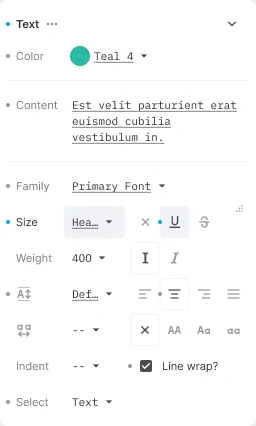 Text
Color Teal 4
Content Est velit parturient erat
euismod cubilia
vestibulum in.
Family Primary Font
Size Hea… U S
Weight 400 I I
A Def…
aa -- AA Aa aa
Indent -- Line wrap?
Select Text